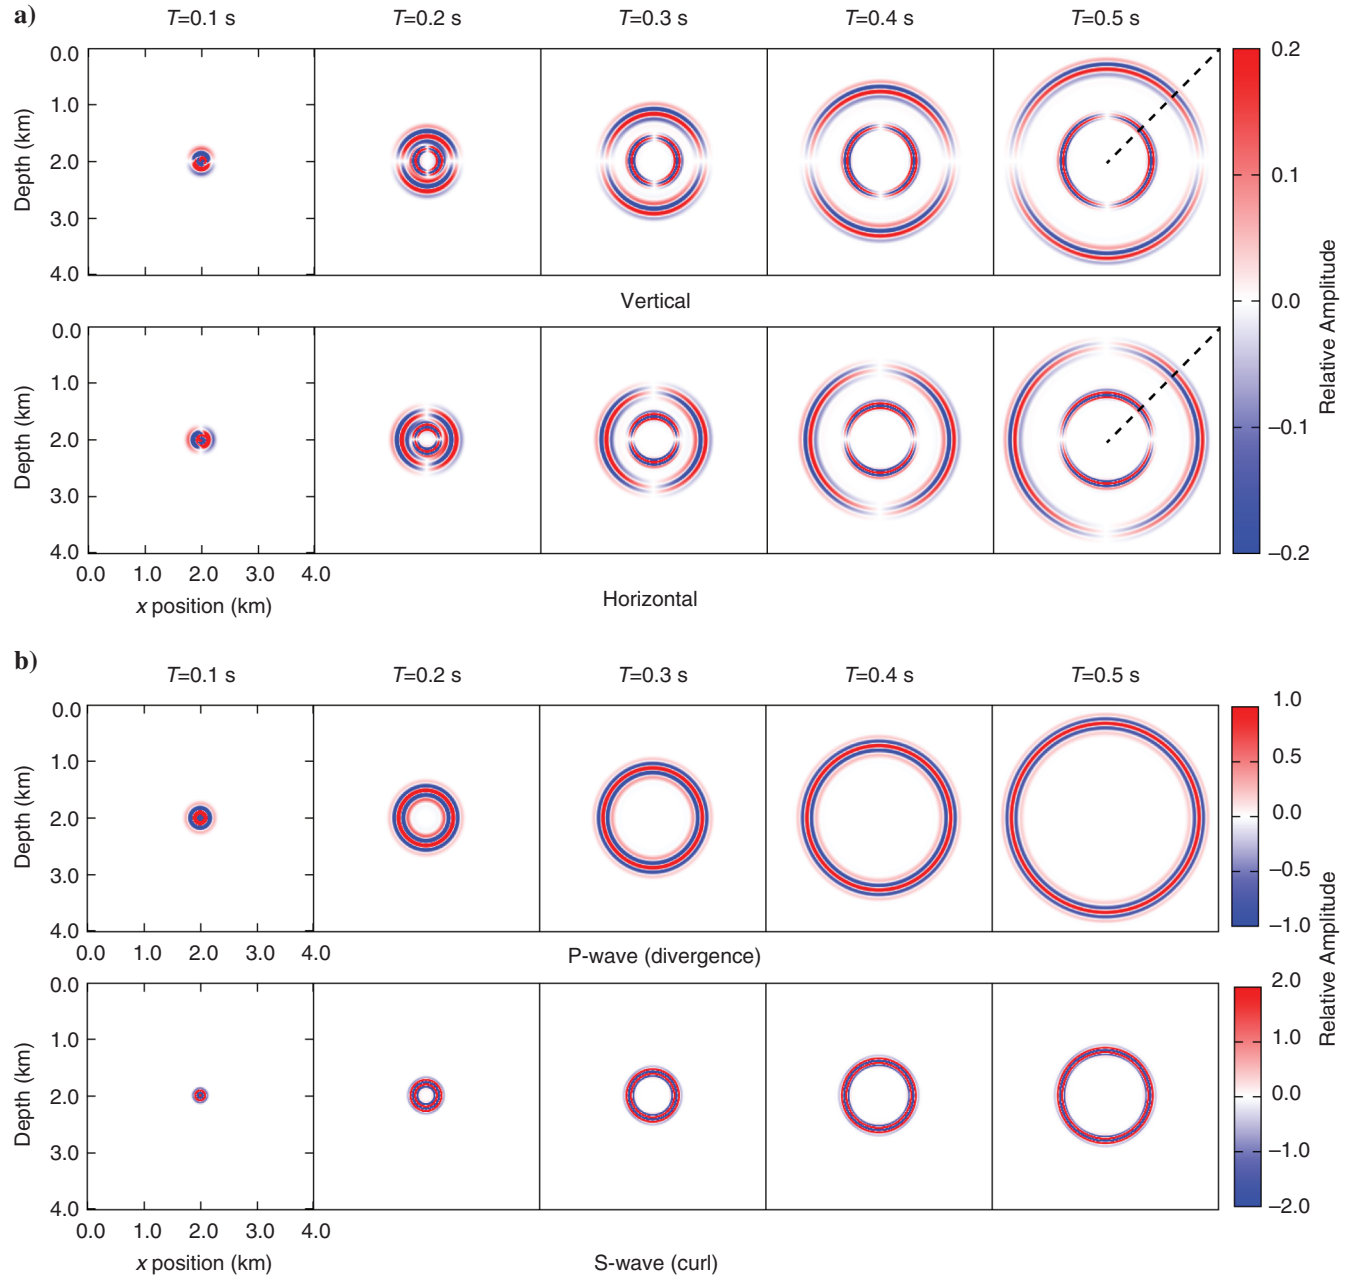 a)
T=0.1 s T=0.2 s T=0.3 s T=0.4 s T=0.5 s
0.0
1.0
2.0
3.0
4.0
Depth (km)
Vertical
0.0
1.0
2.0
3.0
4.0
Depth (km)
0.0 1.0 2.0 3.0 4.0
x position (km)
Horizontal
0.2
0.1
0.0
–0.1
–0.2
Relative Amplitude
b)
T=0.1 s T=0.2 s T=0.3 s T=0.4 s T=0.5 s
0.0
1.0
2.0
3.0
4.0
Depth (km)
0.0 1.0 2.0 3.0 4.0
P-wave (divergence)
1.0
0.5
0.0
–0.5
–1.0
Relative Amplitude
0.0
1.0
2.0
3.0
4.0
Depth (km)
0.0 1.0 2.0 3.0 4.0
x position (km)
S-wave (curl)
2.0
1.0
0.0
–1.0
–2.0